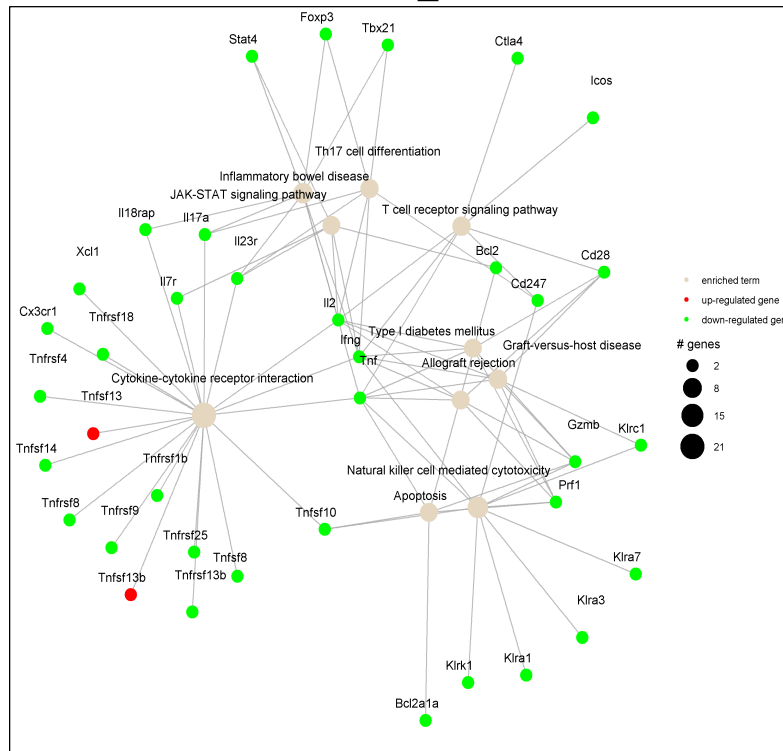 Foxp3
Tbx21
Stat4
Ctla4
Icos
Th17 cell differentiation
Inflammatory bowel disease
JAK-STAT signaling pathway
T cell receptor signaling pathway
Il18rap
Il17a
Il23r
Bcl2
Cd28
Xcl1
Il7r
Cd247
enriched term
up-regulated gene
down-regulated gen
Cx3cr1
Tnfrsf18
Il2
Type I diabetes mellitus
Ifng
Graft-versus-host disease
# genes
Tnfrsf4
Tnf
Allograft rejection
2
Cytokine-cytokine receptor interaction
8
Tnfsf13
15
Gzmb
Klrc1
21
Tnfsf14
Tnfrsf1b
Natural killer cell mediated cytotoxicity
Prf1
Tnfrsf8
Tnfrsf9
Tnfsf10
Apoptosis
Tnfrsf25
Tnfsf8
Klra7
Tnfsf13b
Tnfrsf13b
Klra3
Klrk1
Klra1
Bcl2a1a